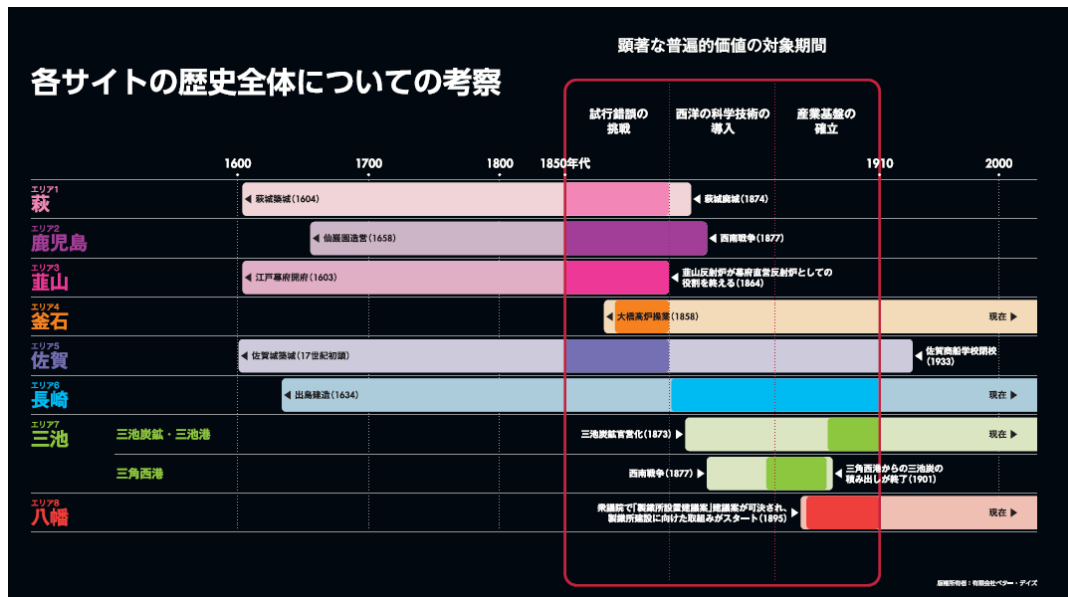 顕著な普遍的価値の対象期間
各サイトの歴史全体についての考察
試行錯誤の
挑戦
西洋の科学技術の
導入
産業基盤の
確立
1600
1700
1800
1850年代
1910
2000
エリア1
萩
◀ 萩城築城(1604)
◀ 萩城廃城(1874)
エリア2
鹿児島
◀ 仙巌園造営(1658)
◀ 西南戦争(1877)
エリア3
韮山
◀ 江戸幕府開府(1603)
◀ 韮山反射炉が幕府直営反射炉としての
役割を終える(1864)
エリア4
釜石
◀ 大橋高炉操業(1858)
現在 ▶
エリア5
佐賀
◀ 佐賀城築城(17世紀初頭)
◀ 佐賀商船学校閉校
(1933)
エリア6
長崎
◀ 出島建造(1634)
現在 ▶
エリア7
三池
三池炭鉱・三池港
三池炭鉱官営化(1873) ▶
現在 ▶
三角西港
西南戦争(1877) ▶
◀ 三角西港からの三池炭の
積み出しが終了(1901)
エリア8
八幡
衆議院で「製鐵所設置建議案」建議案が可決され、
製鐵所建設に向けた取組みがスタート(1895) ▶
現在 ▶
版権所有者：有限会社ベター・デイズ